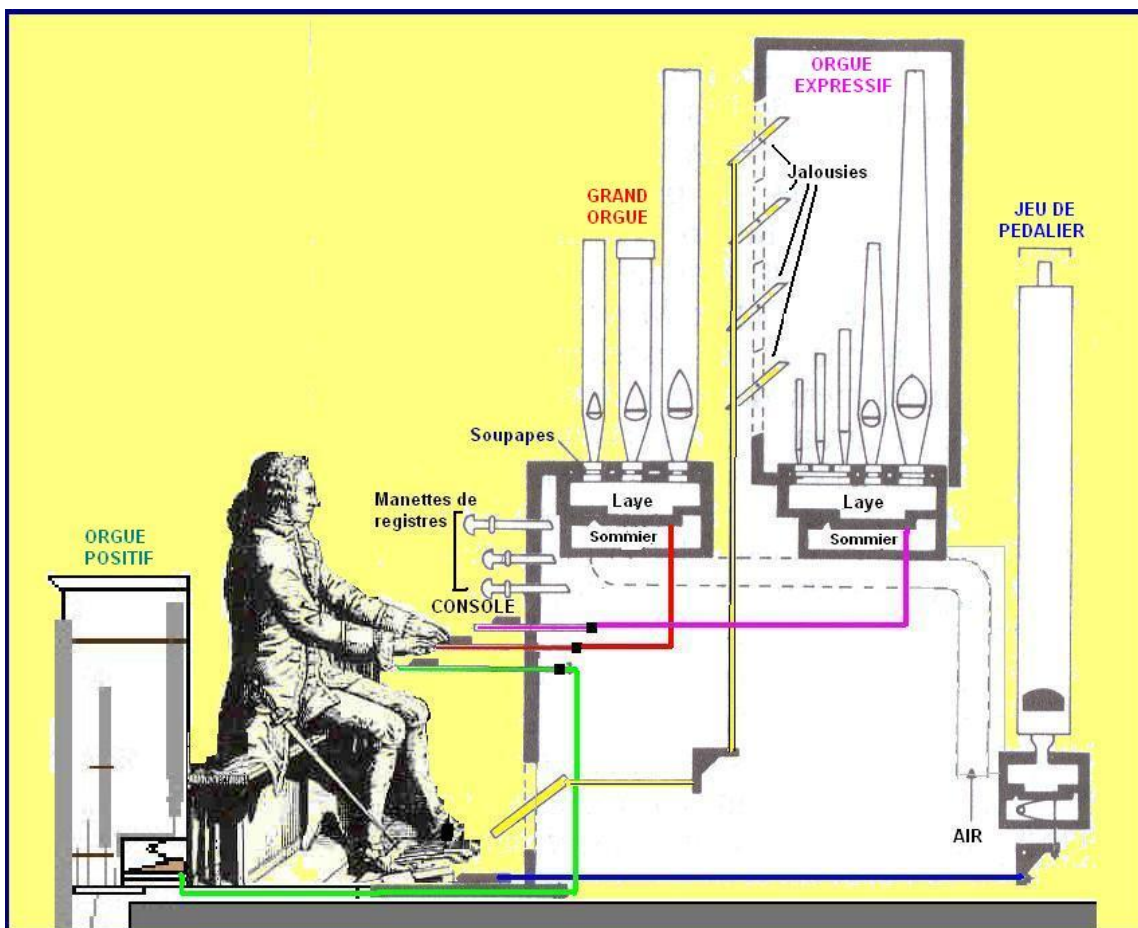 ORGUE
EXPRESSIF
Jalousies
GRAND
ORGUE
JEU DE
PEDALIER
Soupapes
Manettes de
registres
Laye
Laye
Sommier
Sommier
ORGUE
POSITIF
CONSOLE
AIR